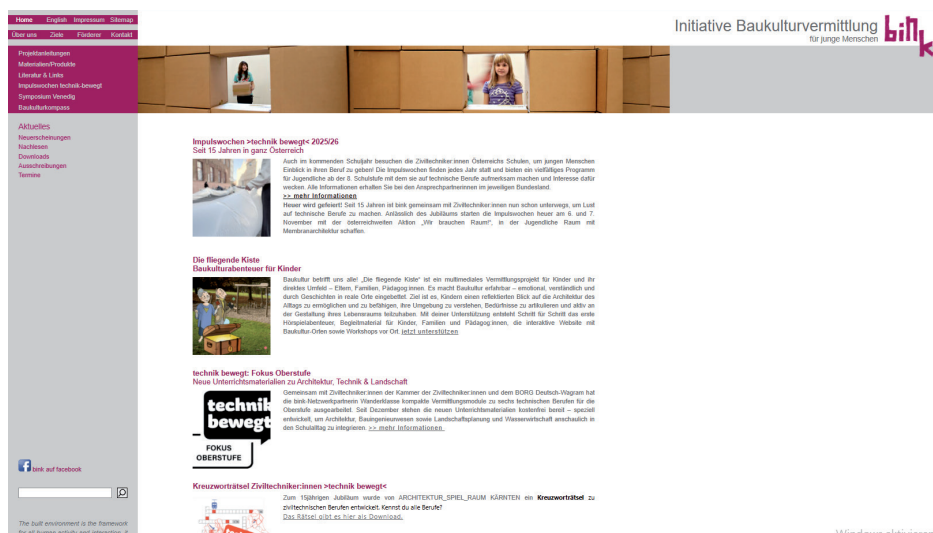 Home English Impressum Sitemap
Über uns Ziele Förderer Kontakt
Initiative Baukulturvermittlung
für junge Menschen
bink
Projektanleitungen
Materialien/Produkte
Literatur & Links
Impulswochen technik-bewegt
Symposium Venedig
Baukulturkompass
Aktuelles
Neuerscheinungen
Nachlesen
Downloads
Ausschreibungen
Termine
Impulswochen >technik bewegt< 2025/26
Seit 15 Jahren in ganz Österreich
Auch im kommenden Schuljahr besuchen die Ziviltechniker:innen Österreichs Schulen, um jungen Menschen
Einblick in ihren Beruf zu geben! Die Impulswochen finden jedes Jahr statt und bieten ein vielfältiges Programm
für Jugendliche ab der 8. Schulstufe mit dem sie auf technische Berufe aufmerksam machen und Interesse dafür
wecken. Alle Informationen erhalten Sie bei den Ansprechpartnerinnen im jeweiligen Bundesland.
>> mehr Informationen
Heuer wird gefeiert! Seit 15 Jahren ist bink gemeinsam mit Ziviltechniker:innen nun schon unterwegs, um Lust
auf technische Berufe zu machen. Anlässlich des Jubiläums starten die Impulswochen heuer am 6. und 7.
November mit der österreichweiten Aktion „Wir brauchen Raum!", in der Jugendliche Raum mit
Membranarchitektur schaffen.
Die fliegende Kiste
Baukulturabenteuer für Kinder
Baukultur betrifft uns alle! „Die fliegende Kiste" ist ein multimediales Vermittlungsprojekt für Kinder und ihr
direktes Umfeld – Eltern, Familien, Pädagog:innen. Es macht Baukultur erfahrbar – emotional, verständlich und
durch Geschichten in reale Orte eingebettet. Ziel ist es, Kindern einen reflektierten Blick auf die Architektur des
Alltags zu ermöglichen und zu befähigen, ihre Umgebung zu verstehen, Bedürfnisse zu artikulieren und aktiv an
der Gestaltung ihres Lebensraums teilzuhaben. Mit deiner Unterstützung entsteht Schritt für Schritt das erste
Hörspielabenteuer, Begleitmaterial für Kinder, Familien und Pädagog:innen, die interaktive Website mit
Baukultur-Orten sowie Workshops vor Ort. jetzt unterstützen
technik bewegt: Fokus Oberstufe
Neue Unterrichtsmaterialien zu Architektur, Technik & Landschaft
technik
bewegt
FOKUS
OBERSTUFE
Gemeinsam mit Ziviltechniker:innen der Kammer der Ziviltechniker:innen und dem BORG Deutsch-Wagram hat
die bink-Netzwerkpartnerin Wanderklasse kompakte Vermittlungsmodule zu sechs technischen Berufen für die
Oberstufe ausgearbeitet. Seit Dezember stehen die neuen Unterrichtsmaterialien kostenfrei bereit – speziell
entwickelt, um Architektur, Bauingenieurwesen sowie Landschaftsplanung und Wasserwirtschaft anschaulich in
den Schulalltag zu integrieren. >> mehr Informationen
bink auf facebook
Kreuzworträtsel Ziviltechniker:innen >technik bewegt<
Zum 15jährigen Jubiläum wurde von ARCHITEKTUR_SPIEL_RAUM KÄRNTEN ein Kreuzworträtsel zu
ziviltechnischen Berufen entwickelt. Kennst du alle Berufe?
Das Rätsel gibt es hier als Download.
The built environment is the framework
for all human activity and interaction. It
Windows aktivieren